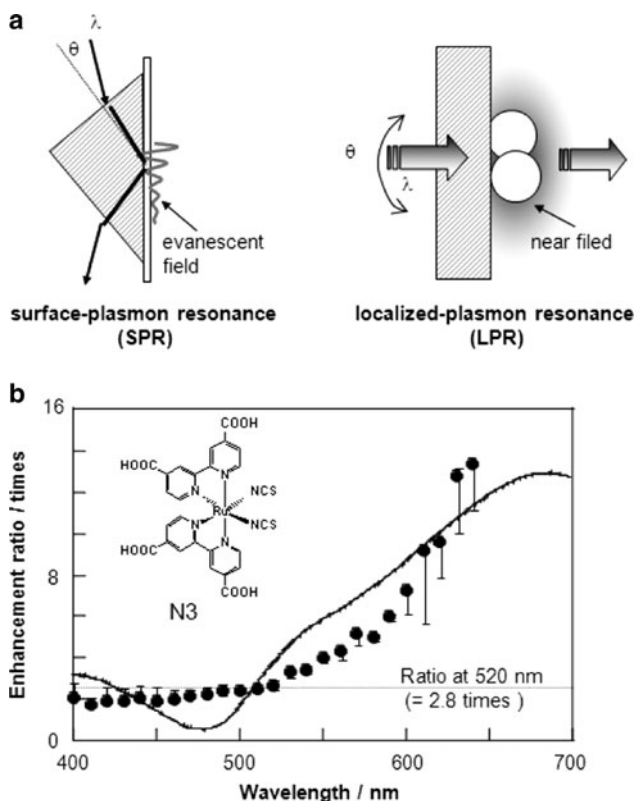 a
λ
θ
evanescent
field
surface-plasmon resonance
(SPR)
θ
λ
near filed
localized-plasmon resonance
(LPR)
b
16
8
0
Enhancement ratio / times
COOH
HOOC
N
N
NCS
Ru
NCS
N
N
HOOC
COOH
N3
Ratio at 520 nm
(= 2.8 times )
400
500
600
700
Wavelength / nm